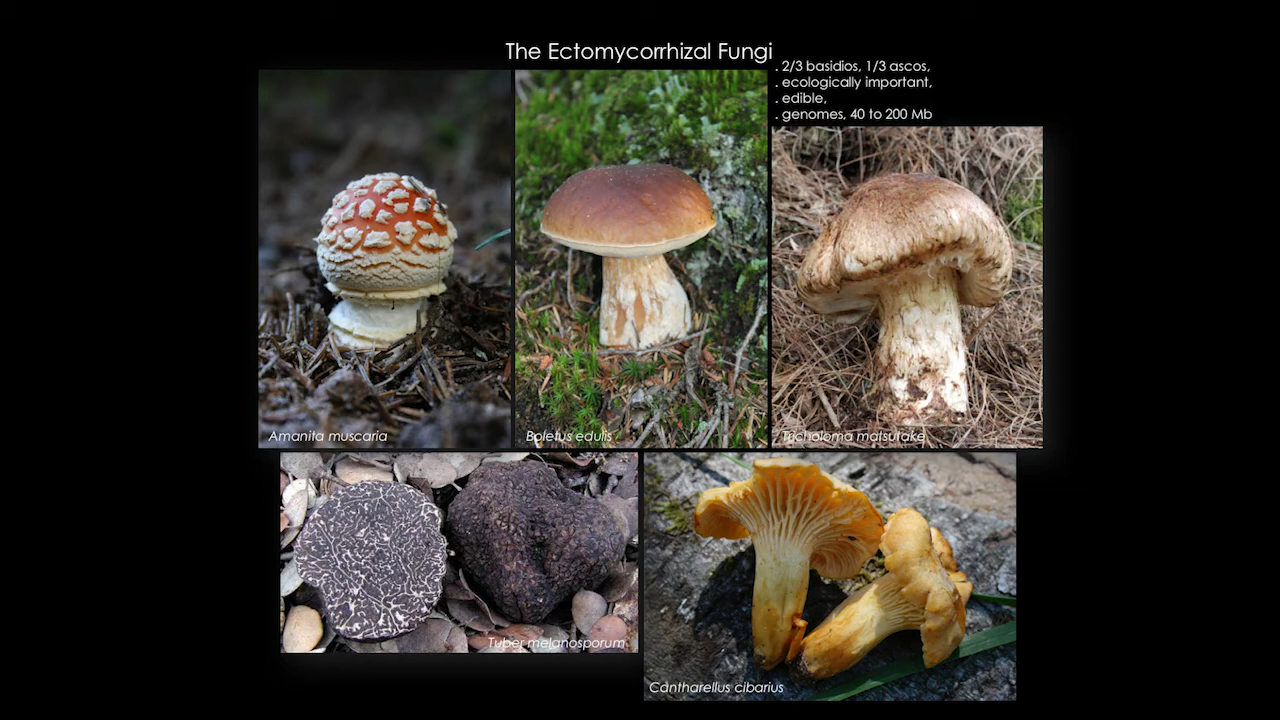 The Ectomycorrhizal Fungi
. 2/3 basidios, 1/3 ascos,
. ecologically important,
. edible,
. genomes, 40 to 200 Mb
Amanita muscaria
Boletus edulis
Tricholoma matsutake
Tuber melanosporum
Cantharellus cibarius